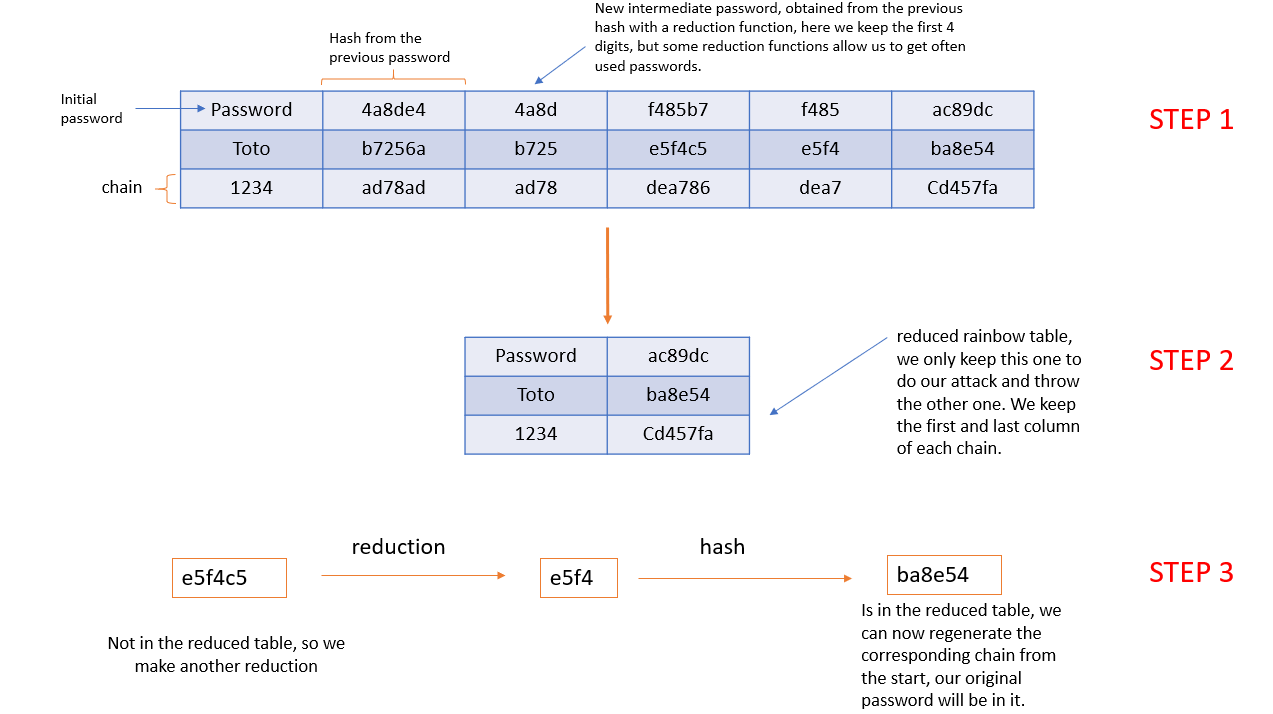 New intermediate password, obtained from the previous
hash with a reduction function, here we keep the first 4
digits, but some reduction functions allow us to get often
used passwords.
Hash from the
previous password
Initial
password
Password 4a8de4 4a8d f485b7 f485 ac89dc
STEP 1
Toto b7256a b725 e5f4c5 e5f4 ba8e54
chain
1234 ad78ad ad78 dea786 dea7 Cd457fa
Password ac89dc
Toto ba8e54
1234 Cd457fa
reduced rainbow table,
we only keep this one to
do our attack and throw
the other one. We keep
the first and last column
of each chain.
STEP 2
e5f4c5
reduction
e5f4
hash
ba8e54
STEP 3
Not in the reduced table, so we
make another reduction
Is in the reduced table, we
can now regenerate the
corresponding chain from
the start, our original
password will be in it.